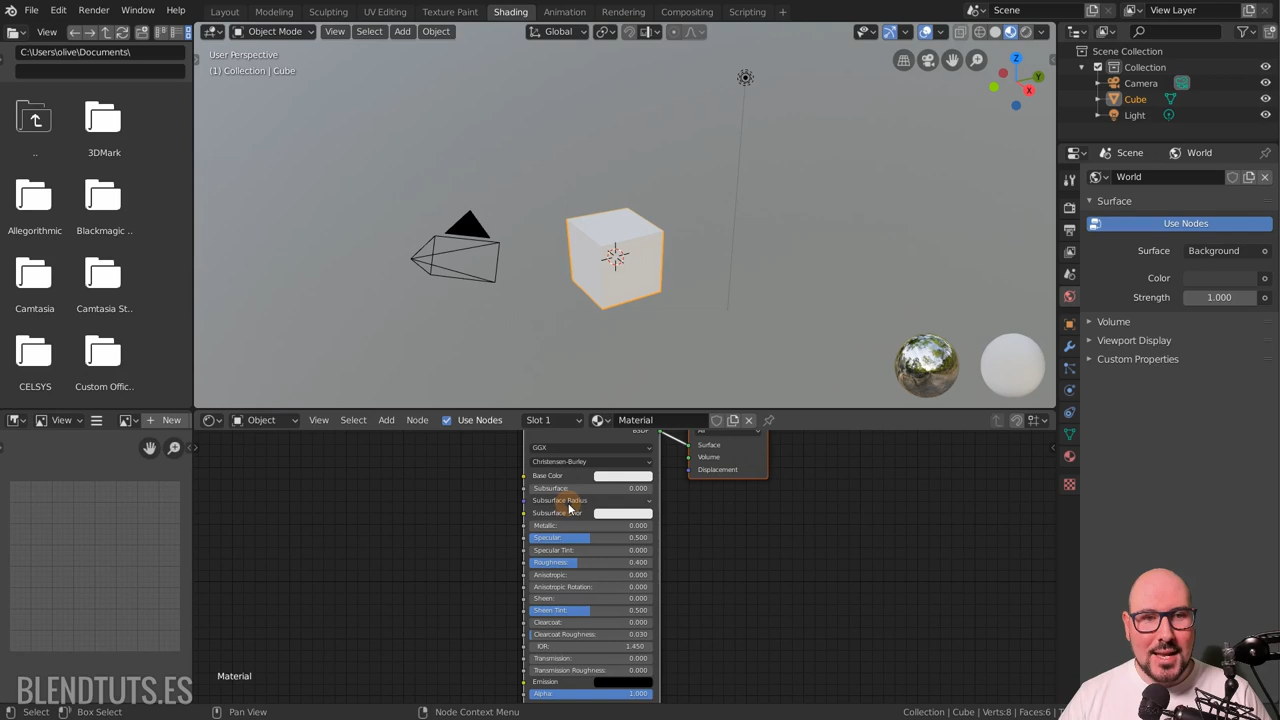 File Edit Render Window Help
Layout Modeling Sculpting UV Editing Texture Paint Shading Animation Rendering Compositing Scripting +
Scene
View Layer
View
C:\Users\olive\Documents\
..
3DMark
Allegorithmic
Blackmagic ..
Camtasia
Camtasia St..
CELSYS
Custom Offic..
Object Mode View Select Add Object
Global
User Perspective
(1) Collection | Cube
Z
Y
X
Scene Collection
Collection
Camera
Cube
Light
Scene World
World
Surface
Use Nodes
Surface Background
Color
Strength 1.000
Volume
Viewport Display
Custom Properties
View
+ New
Object View Select Add Node Use Nodes Slot 1 Material
BSDF
GGX
Christensen-Burley
Base Color
Subsurface: 0.000
Subsurface Radius
Metallic: 0.000
Specular: 0.500
Specular Tint: 0.000
Roughness: 0.400
Anisotropic: 0.000
Anisotropic Rotation: 0.000
Sheen: 0.000
Sheen Tint: 0.500
Clearcoat: 0.000
Clearcoat Roughness: 0.030
IOR: 1.450
Transmission: 0.000
Transmission Roughness: 0.000
Emission
Alpha: 1.000
All
Surface
Volume
Displacement
Material
BLENDTUTS.ES
Select Box Select Pan View Node Context Menu
Collection | Cube | Verts:8 | Faces:6 |